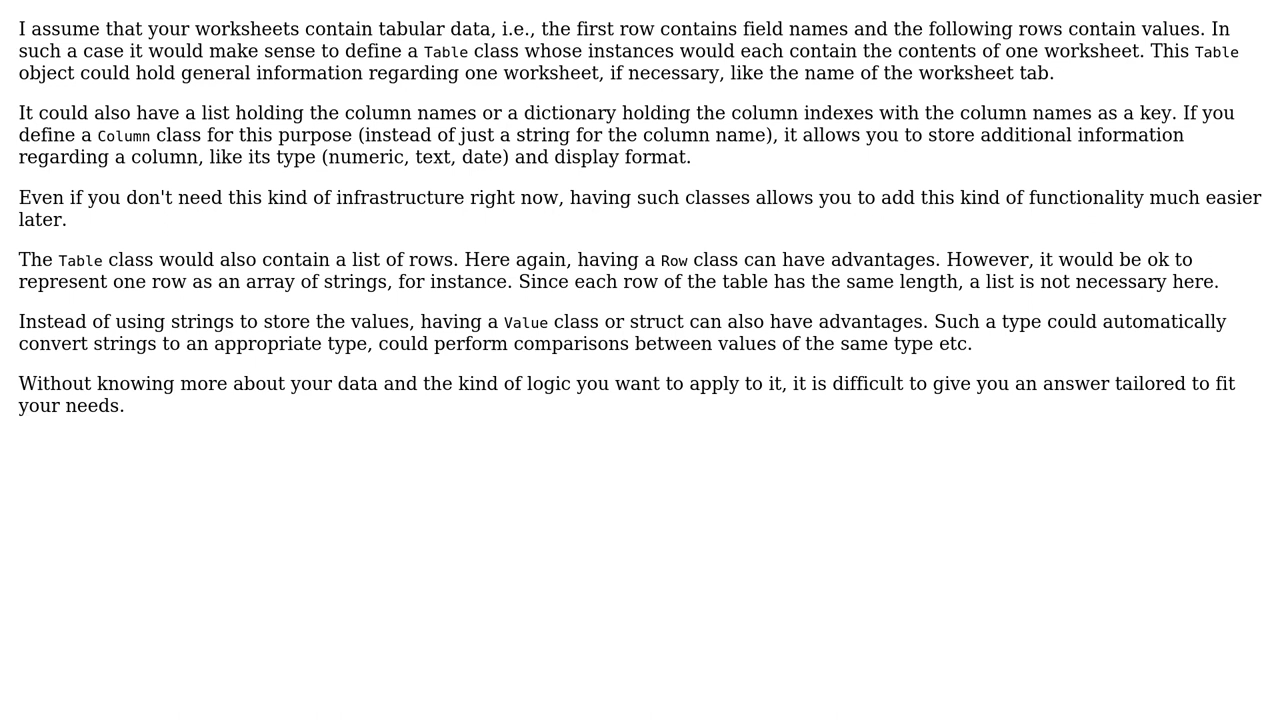 I assume that your worksheets contain tabular data, i.e., the first row contains field names and the following rows contain values. In
such a case it would make sense to define a Table class whose instances would each contain the contents of one worksheet. This Table
object could hold general information regarding one worksheet, if necessary, like the name of the worksheet tab.
It could also have a list holding the column names or a dictionary holding the column indexes with the column names as a key. If you
define a Column class for this purpose (instead of just a string for the column name), it allows you to store additional information
regarding a column, like its type (numeric, text, date) and display format.
Even if you don't need this kind of infrastructure right now, having such classes allows you to add this kind of functionality much easier
later.
The Table class would also contain a list of rows. Here again, having a Row class can have advantages. However, it would be ok to
represent one row as an array of strings, for instance. Since each row of the table has the same length, a list is not necessary here.
Instead of using strings to store the values, having a Value class or struct can also have advantages. Such a type could automatically
convert strings to an appropriate type, could perform comparisons between values of the same type etc.
Without knowing more about your data and the kind of logic you want to apply to it, it is difficult to give you an answer tailored to fit
your needs.